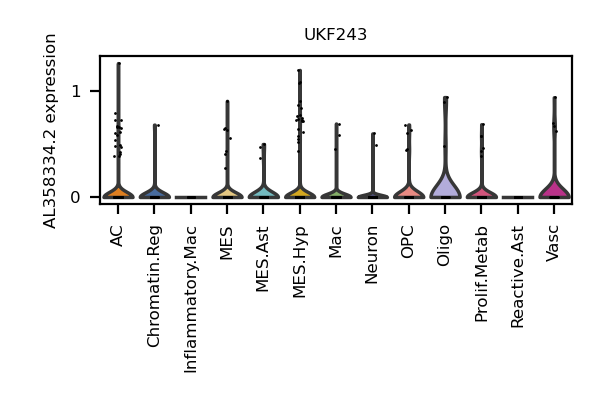 UKF243
AL358334.2 expression
1
0
AC
Chromatin.Reg
Inflammatory.Mac
MES
MES.Ast
MES.Hyp
Mac
Neuron
OPC
Oligo
Prolif.Metab
Reactive.Ast
Vasc